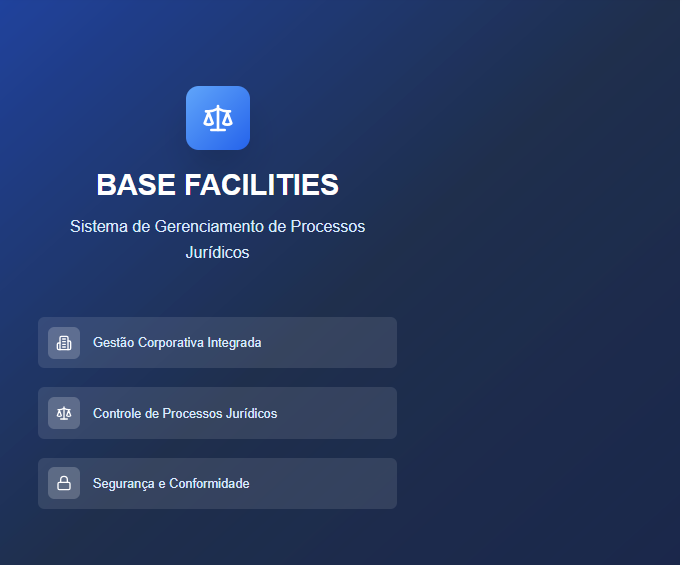 BASE FACILITIES
Sistema de Gerenciamento de Processos
Jurídicos
Gestão Corporativa Integrada
Controle de Processos Jurídicos
Segurança e Conformidade